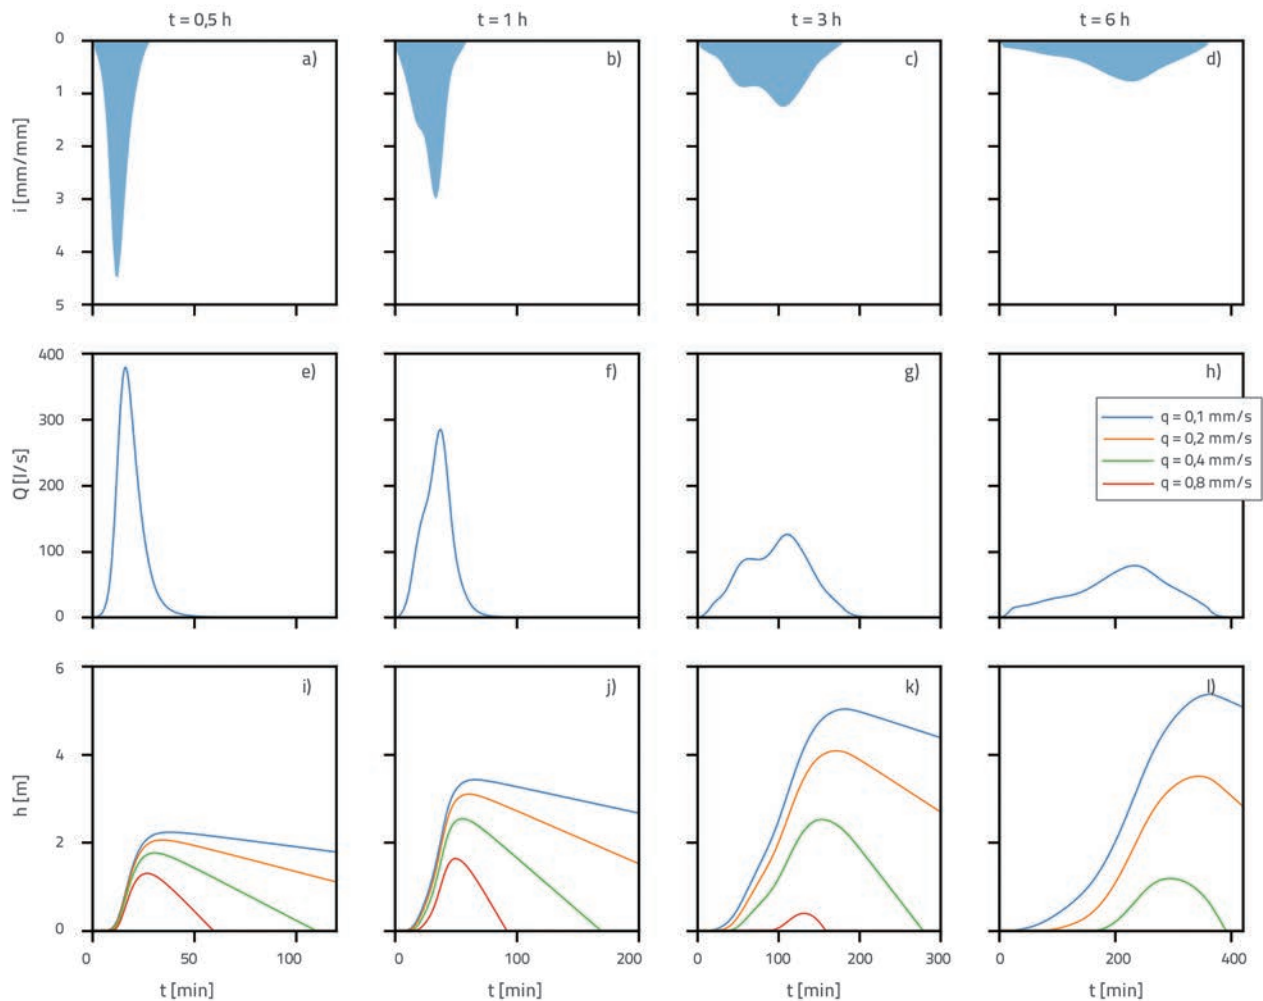 t = 0,5 h
t = 1 h
t = 3 h
t = 6 h
i [mm/mm]
0
1
2
3
4
5
a)
b)
c)
d)
0
100
0
100
200
0
100
200
300
0
200
400
Q [l/s]
400
300
200
100
0
e)
f)
g)
h)
q = 0,1 mm/s
q = 0,2 mm/s
q = 0,4 mm/s
q = 0,8 mm/s
h [m]
6
4
2
0
i)
j)
k)
l)
t [min]
t [min]
t [min]
t [min]